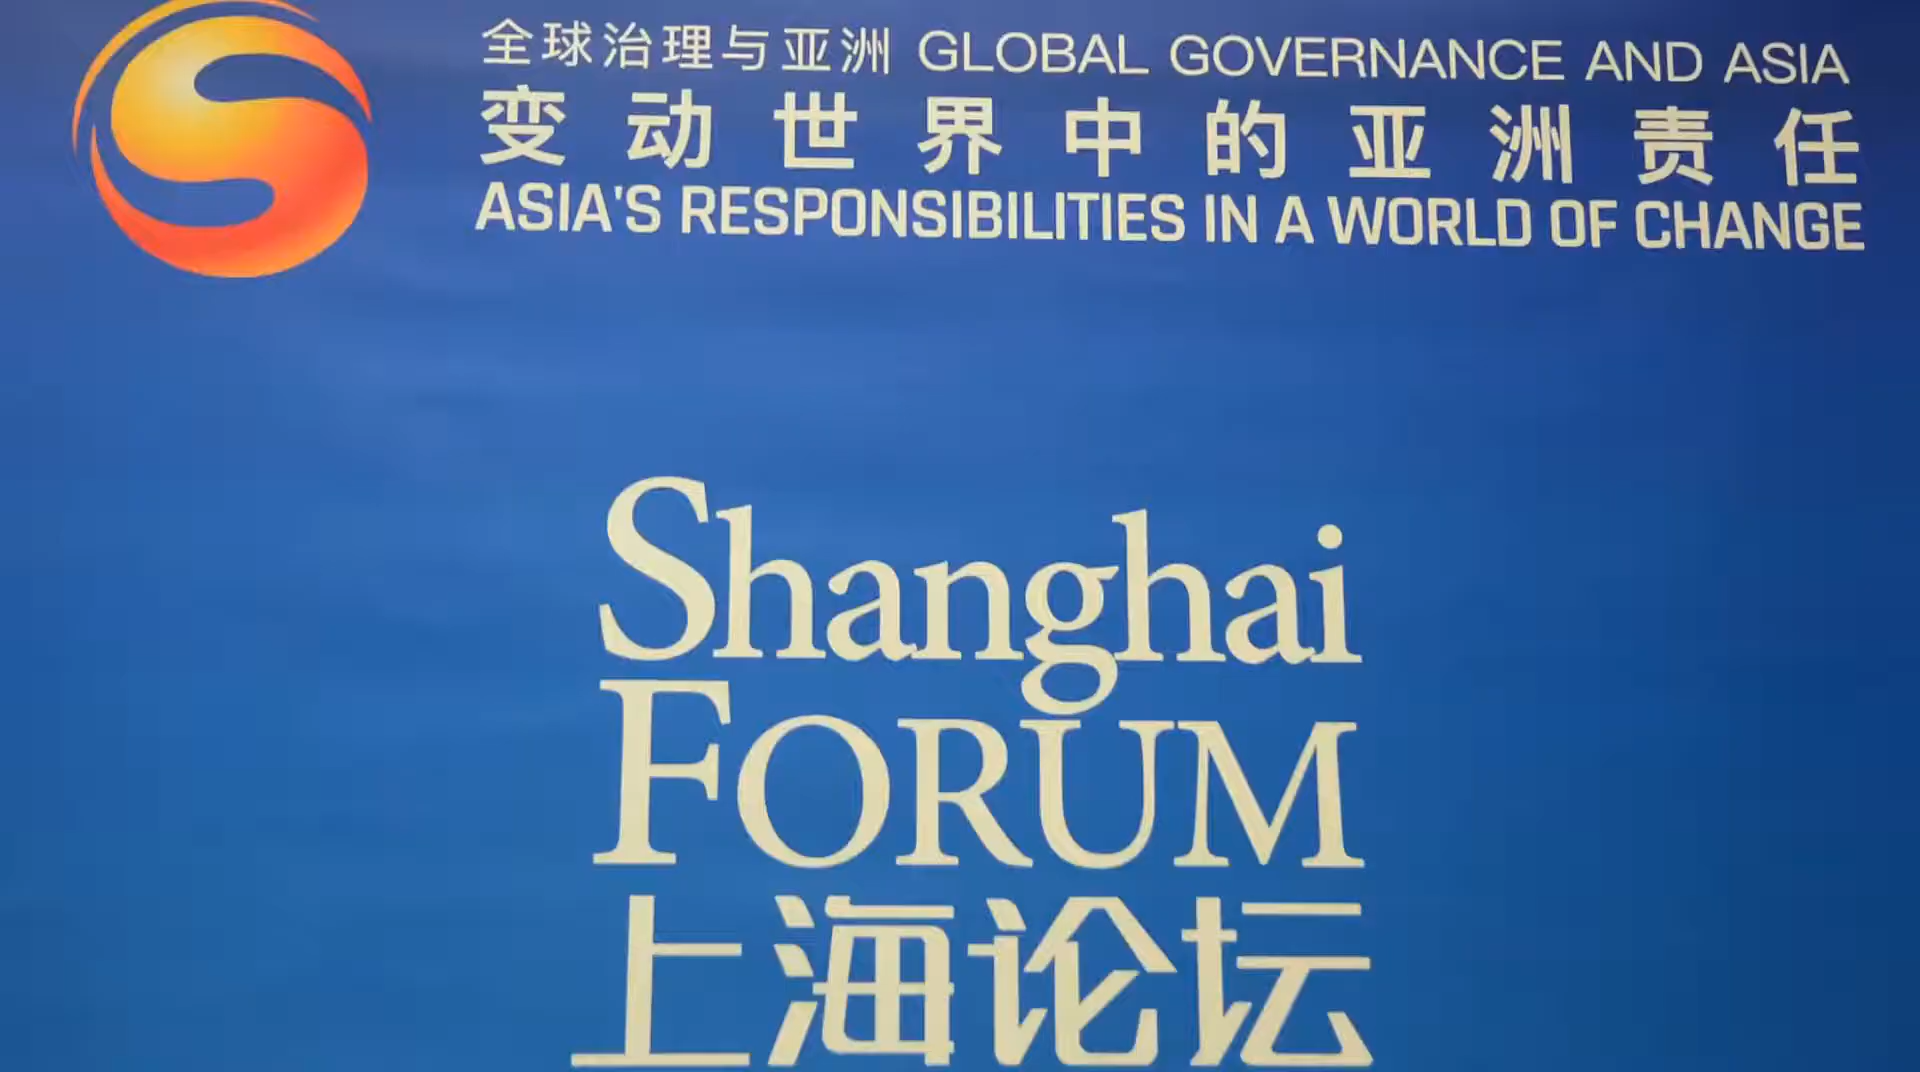 全球治理与亚洲 GLOBAL GOVERNANCE AND ASIA
变动世界中的亚洲责任
ASIA'S RESPONSIBILITIES IN A WORLD OF CHANGE
Shanghai
FORUM
上海论坛